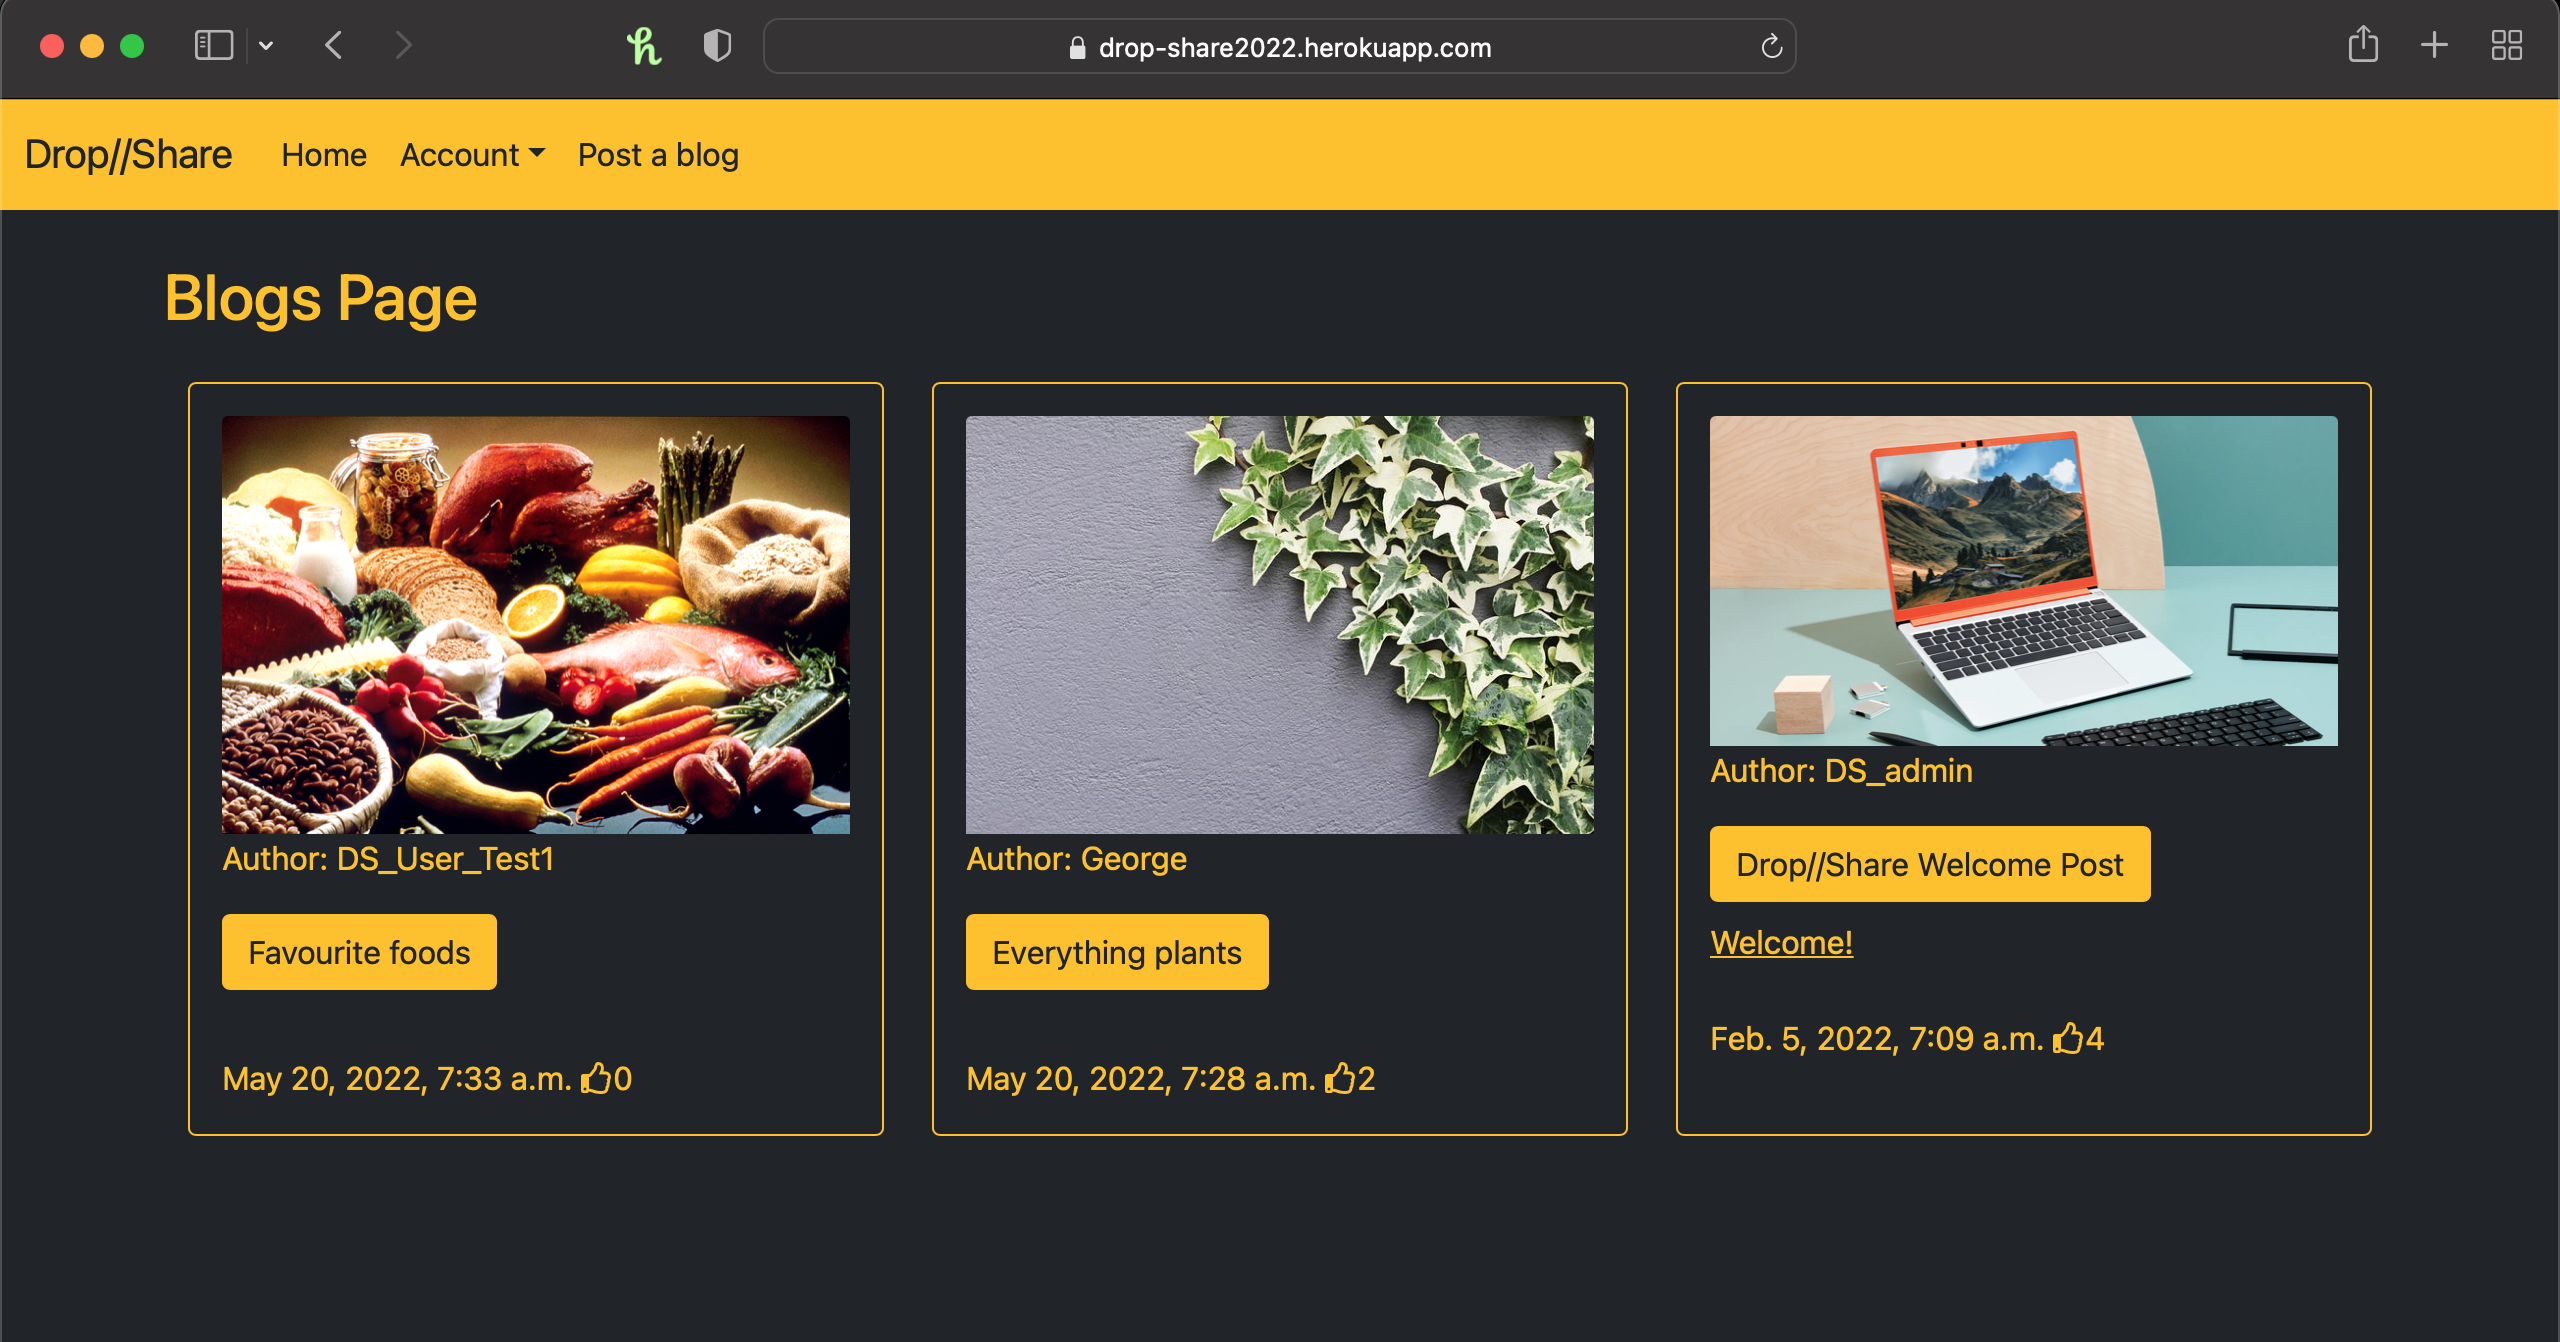 drop-share2022.herokuapp.com
Drop//Share Home Account Post a blog
Blogs Page
Author: DS_User_Test1
Favourite foods
May 20, 2022, 7:33 a.m. 0
Author: George
Everything plants
May 20, 2022, 7:28 a.m. 2
Author: DS_admin
Drop//Share Welcome Post
Welcome!
Feb. 5, 2022, 7:09 a.m. 4